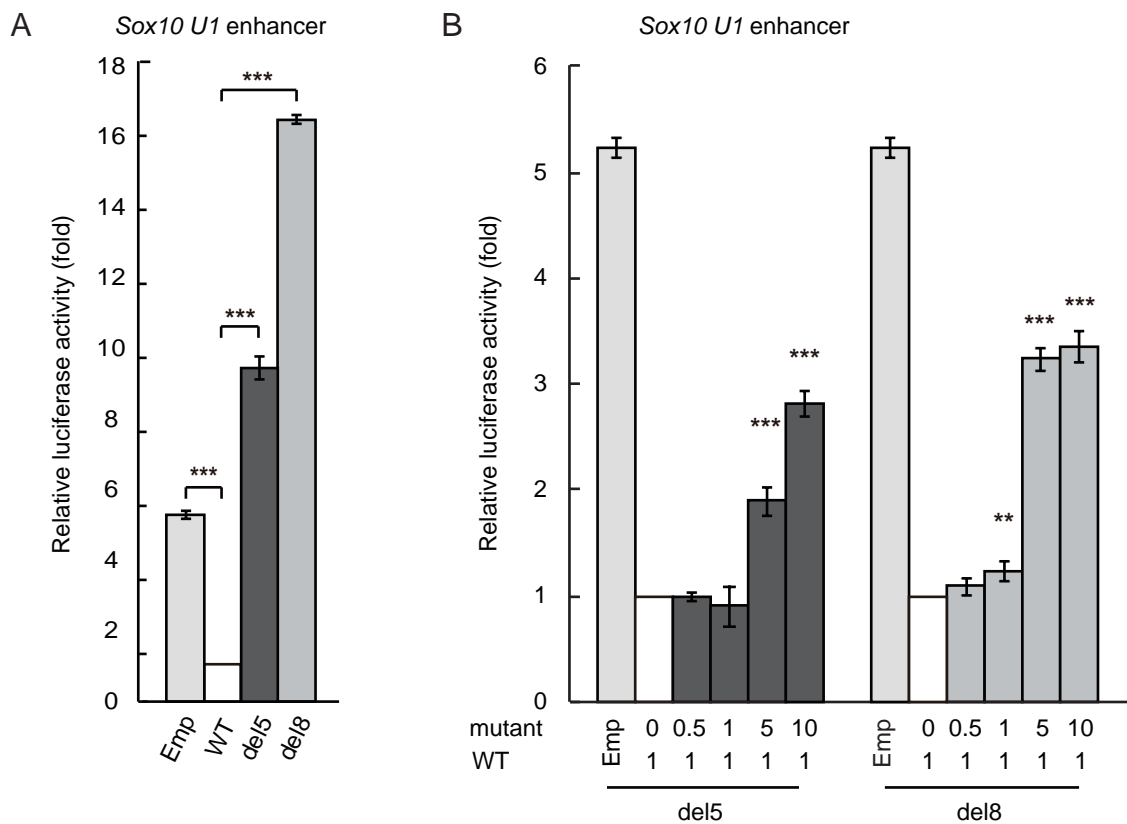 A
Sox10 U1 enhancer
Relative luciferase activity (fold)
18
16
14
12
10
8
6
4
2
0
***
***
***
Emp
WT
del5
del8
B
Sox10 U1 enhancer
Relative luciferase activity (fold)
6
5
4
3
2
1
0
***
***
**
***
***
mutant Emp 0 0.5 1 5 10 Emp 0 0.5 1 5 10
WT 1 1 1 1 1 1 1 1 1 1
del5 del8